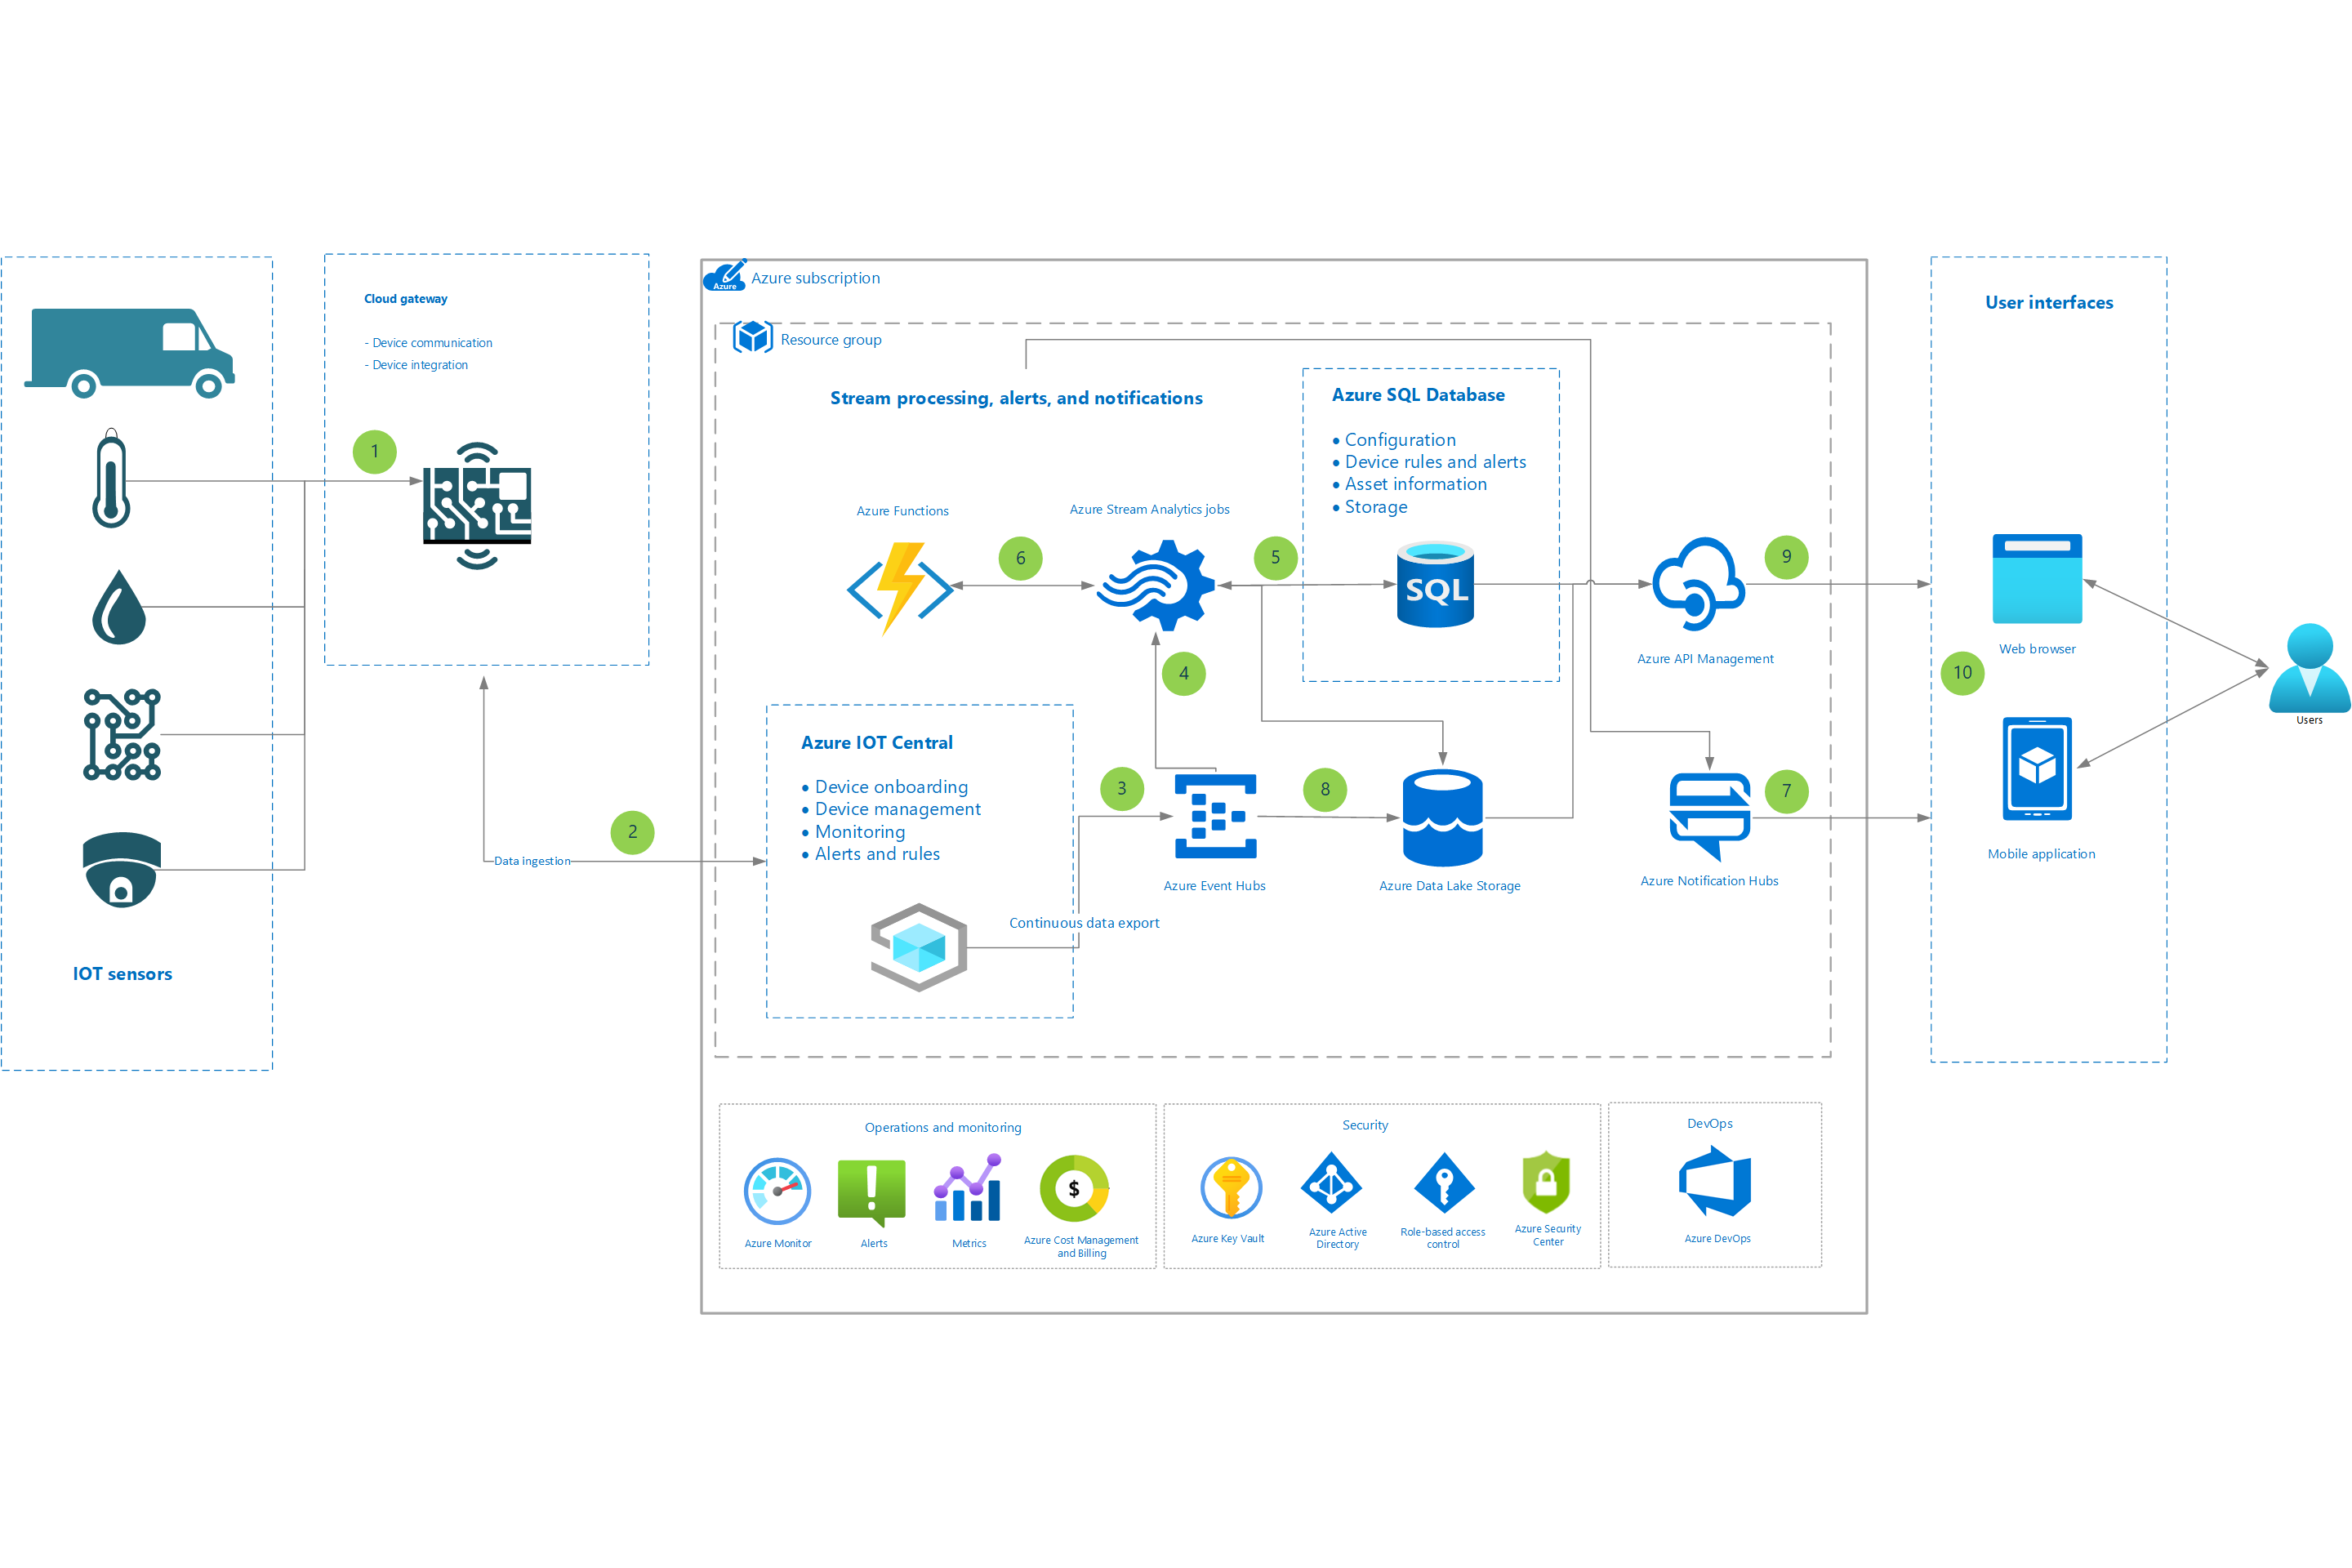 IOT sensors
Cloud gateway
- Device communication
- Device integration
1
Data ingestion
2
Azure
Azure subscription
Resource group
Stream processing, alerts, and notifications
Azure Functions
6
Azure Stream Analytics jobs
5
4
Azure SQL Database
• Configuration
• Device rules and alerts
• Asset information
• Storage
SQL
9
Azure API Management
Azure IOT Central
• Device onboarding
• Device management
• Monitoring
• Alerts and rules
Continuous data export
3
Azure Event Hubs
8
Azure Data Lake Storage
7
Azure Notification Hubs
Operations and monitoring
Azure Monitor
Alerts
Metrics
$
Azure Cost Management
and Billing
Security
Azure Key Vault
Azure Active
Directory
Role-based access
control
Azure Security
Center
DevOps
Azure DevOps
User interfaces
Web browser
10
Mobile application
Users